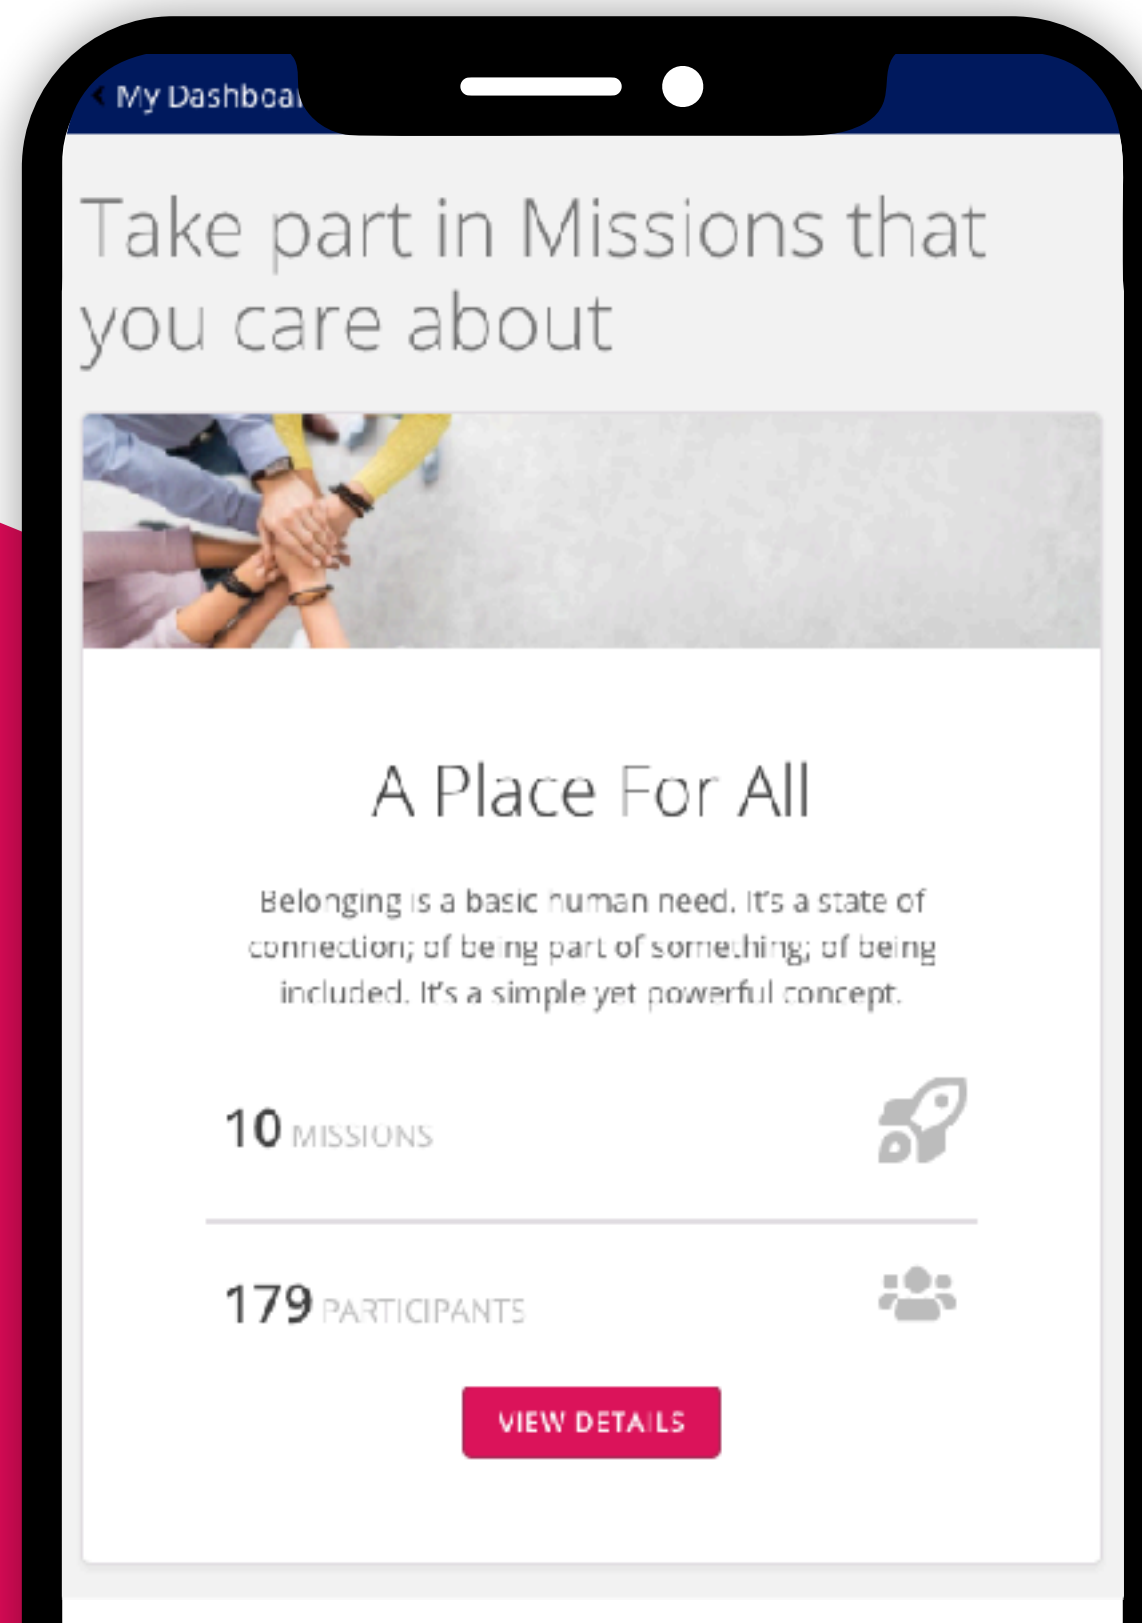 My Dashboar
Take part in Missions that
you care about
A Place For All
Belonging is a basic human need. It's a state of
connection; of being part of something; of being
included. It's a simple yet powerful concept.
10 MISSIONS
179 PARTICIPANTS
VIEW DETAILS